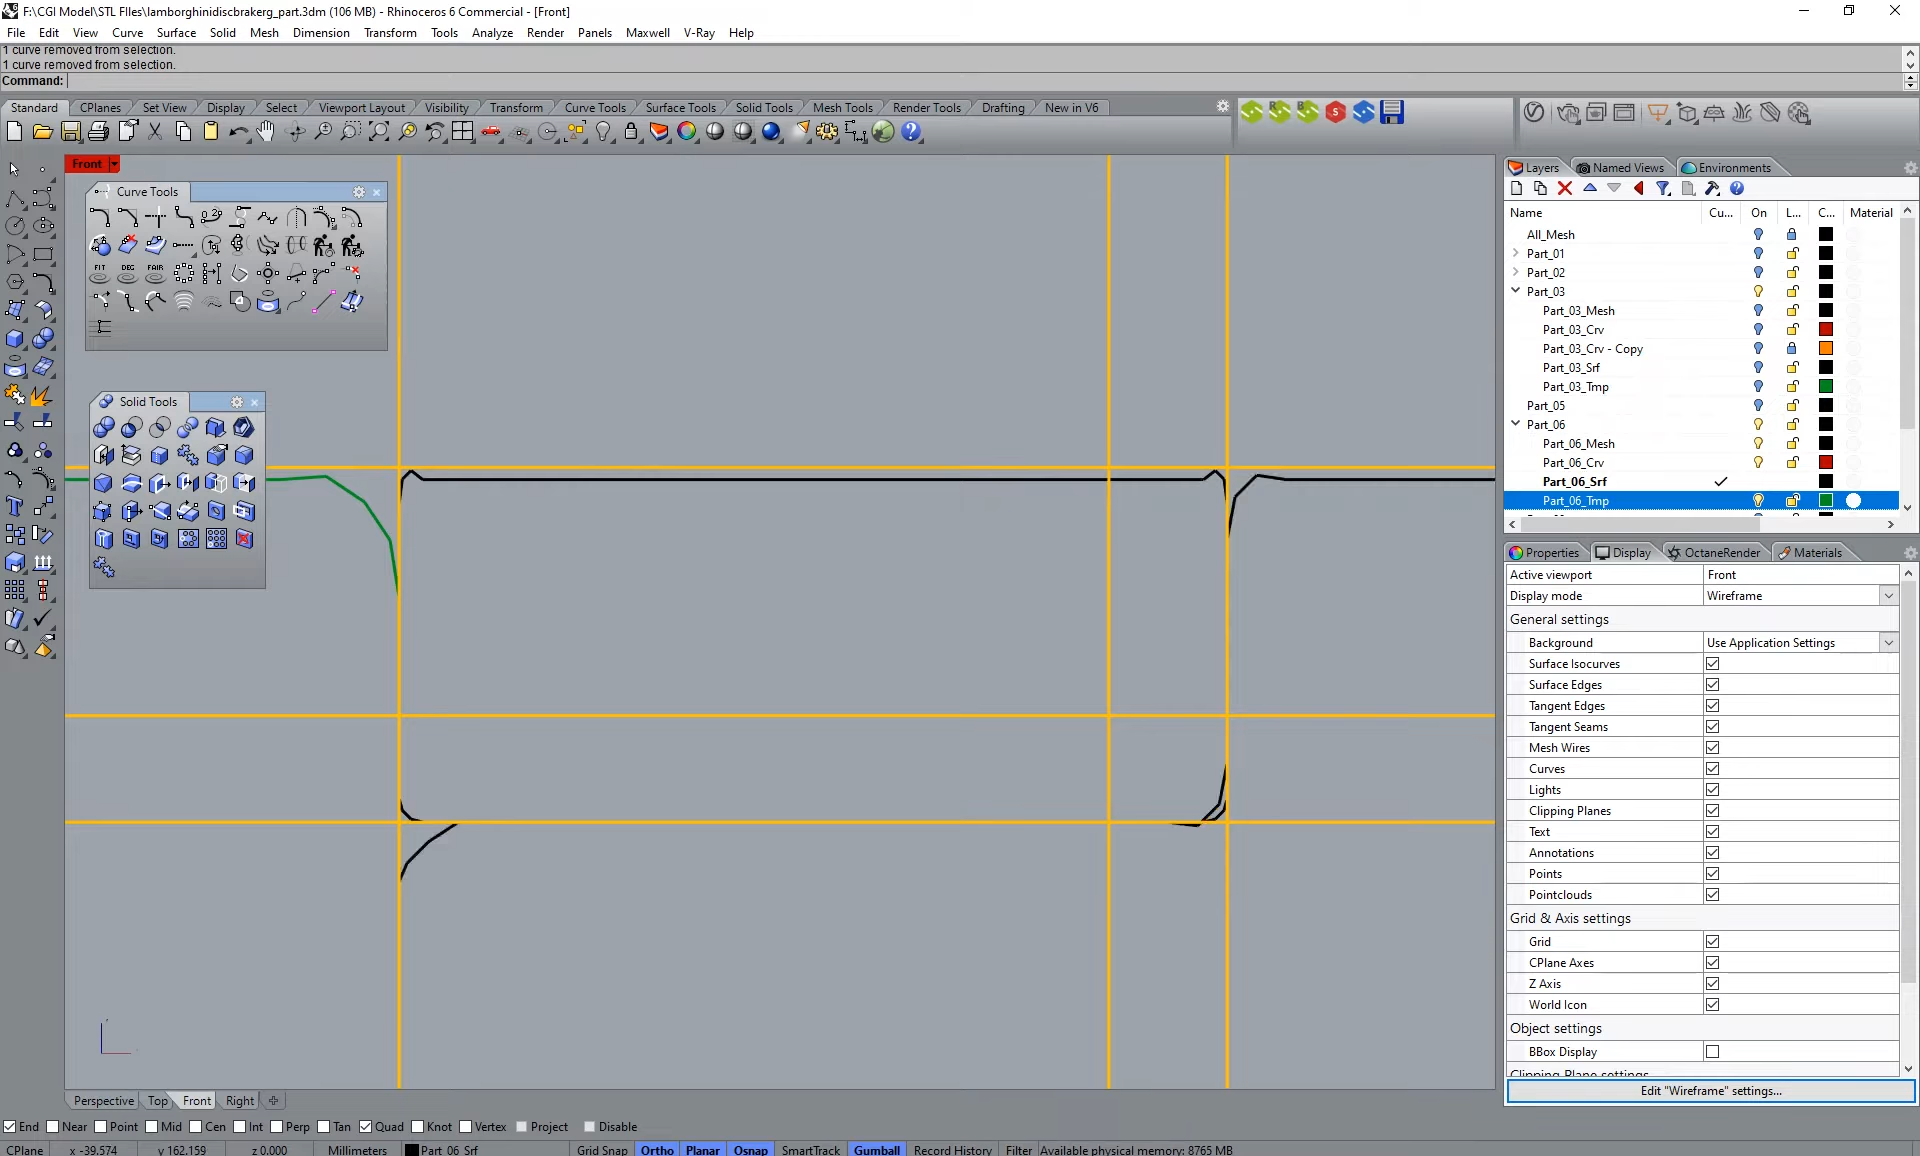 F:\CGI Model\STL FIles\lamborghinidiscbrakerg_part.3dm (106 MB) - Rhinoceros 6 Commercial - [Front]
File Edit View Curve Surface Solid Mesh Dimension Transform Tools Analyze Render Panels Maxwell V-Ray Help
1 curve removed from selection.
1 curve removed from selection.
Command:
Standard CPlanes Set View Display Select Viewport Layout Visibility Transform Curve Tools Surface Tools Solid Tools Mesh Tools Render Tools Drafting New in V6
Front
Curve Tools
FIT DEG FAIR
Solid Tools
Layers Named Views Environments
Name Cu... On L... C... Material
All_Mesh
Part_01
Part_02
Part_03
Part_03_Mesh
Part_03_Crv
Part_03_Crv - Copy
Part_03_Srf
Part_03_Tmp
Part_05
Part_06
Part_06_Mesh
Part_06_Crv
Part_06_Srf
Part_06_Tmp
Properties Display OctaneRender Materials
Active viewport Front
Display mode Wireframe
General settings
Background Use Application Settings
Surface Isocurves
Surface Edges
Tangent Edges
Tangent Seams
Mesh Wires
Curves
Lights
Clipping Planes
Text
Annotations
Points
Pointclouds
Grid & Axis settings
Grid
CPlane Axes
Z Axis
World Icon
Object settings
BBox Display
Clipping Plane settings
Edit "Wireframe" settings...
Perspective Top Front Right
End Near Point Mid Cen Int Perp Tan Quad Knot Vertex Project Disable
CPlane x -39.574 y 162.159 z 0.000 Millimeters Part_06_Srf Grid Snap Ortho Planar Osnap SmartTrack Gumball Record History Filter Available physical memory: 8765 MB